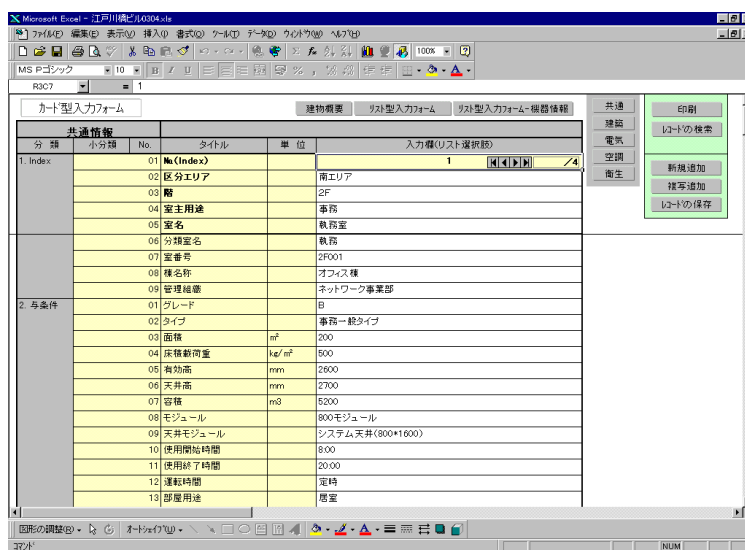 Microsoft Excel - 江戸川橋ビル0304.xls
ファイル(F) 編集(E) 表示(V) 挿入(I) 書式(O) ツール(T) データ(D) ウィンドウ(W) ヘルプ(H)
100%
MS Pゴシック 10 B I U
R3C7 = 1
カード型入力フォーム 建物概要 リスト型入力フォーム リスト型入力フォーム-機器情報 共通 印刷
共通情報 建築 レコードの検索
分 類 小分類 No. タイトル 単 位 入力欄(リスト選択肢) 電気
1. Index 01 No.(Index) 1 /4 空調 新規追加
02 区分エリア 南エリア 衛生 複写追加
03 階 2F
04 室主用途 事務 レコードの保存
05 室名 執務室
06 分類室名 執務
07 室番号 2F001
08 棟名称 オフィス棟
09 管理組織 ネットワーク事業部
2. 与条件 01 グレード B
02 タイプ 事務一般タイプ
03 面積 m² 200
04 床積載荷重 kg/m² 500
05 有効高 mm 2600
06 天井高 mm 2700
07 容積 m3 5200
08 モジュール 800モジュール
09 天井モジュール システム天井(800*1600)
10 使用開始時間 8:00
11 使用終了時間 20:00
12 運転時間 定時
13 部屋用途 居室
図形の調整(R) オートシェイプ(U)
コマンド NUM